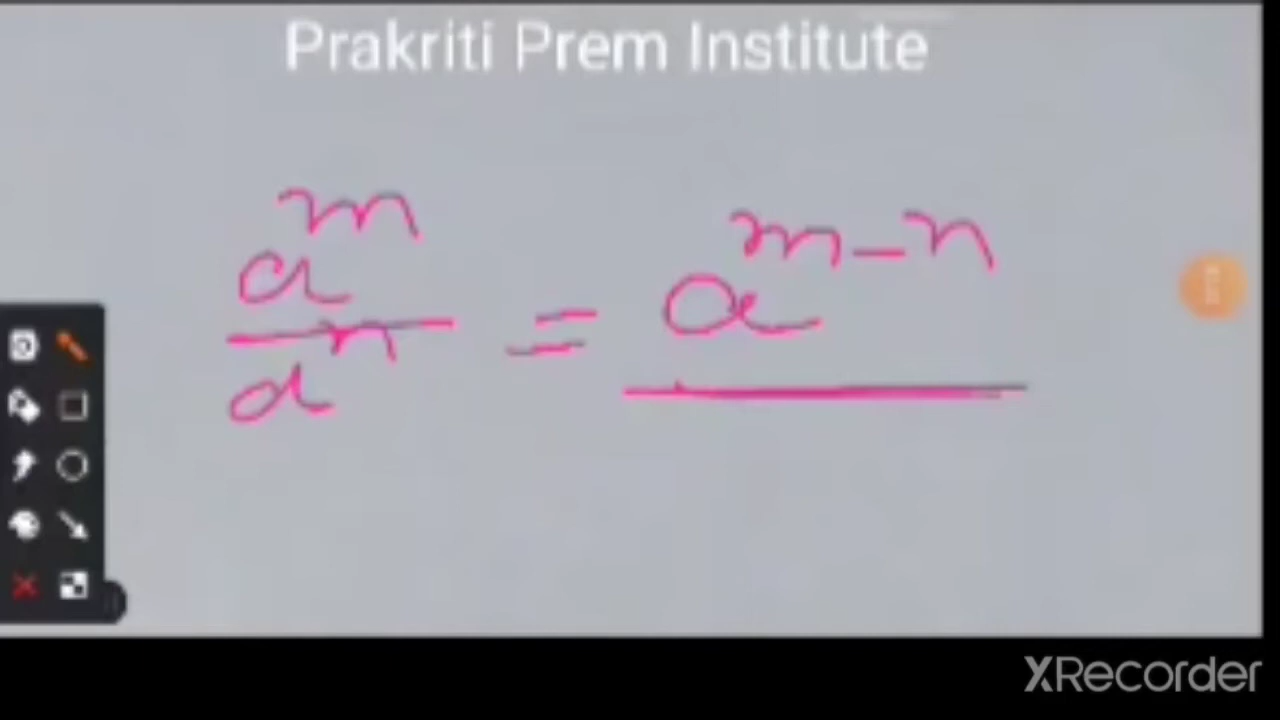 Prakriti Prem Institute
a^m/a^n = a^m-n
XRecorder